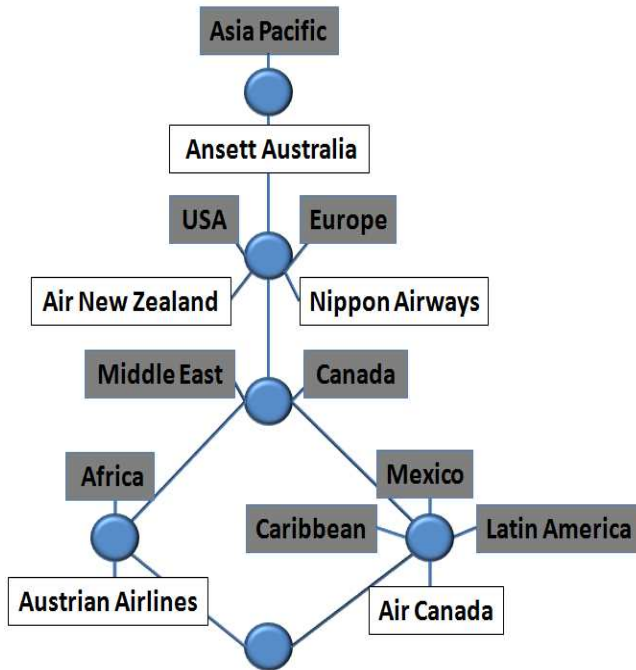 Asia Pacific
Ansett Australia
USA
Europe
Air New Zealand
Nippon Airways
Middle East
Canada
Africa
Mexico
Caribbean
Latin America
Austrian Airlines
Air Canada